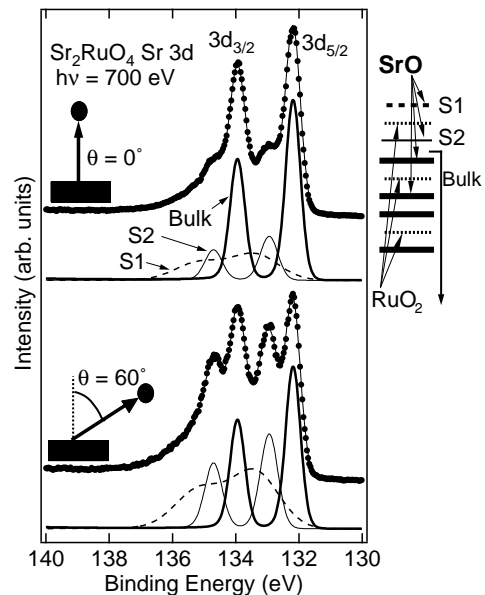 Sr₂RuO₄ Sr 3d
hν = 700 eV
3d₃/₂
3d₅/₂
θ = 0°
Bulk
S2
S1
SrO
S1
S2
Bulk
RuO₂
θ = 60°
Intensity (arb. units)
140 138 136 134 132 130
Binding Energy (eV)